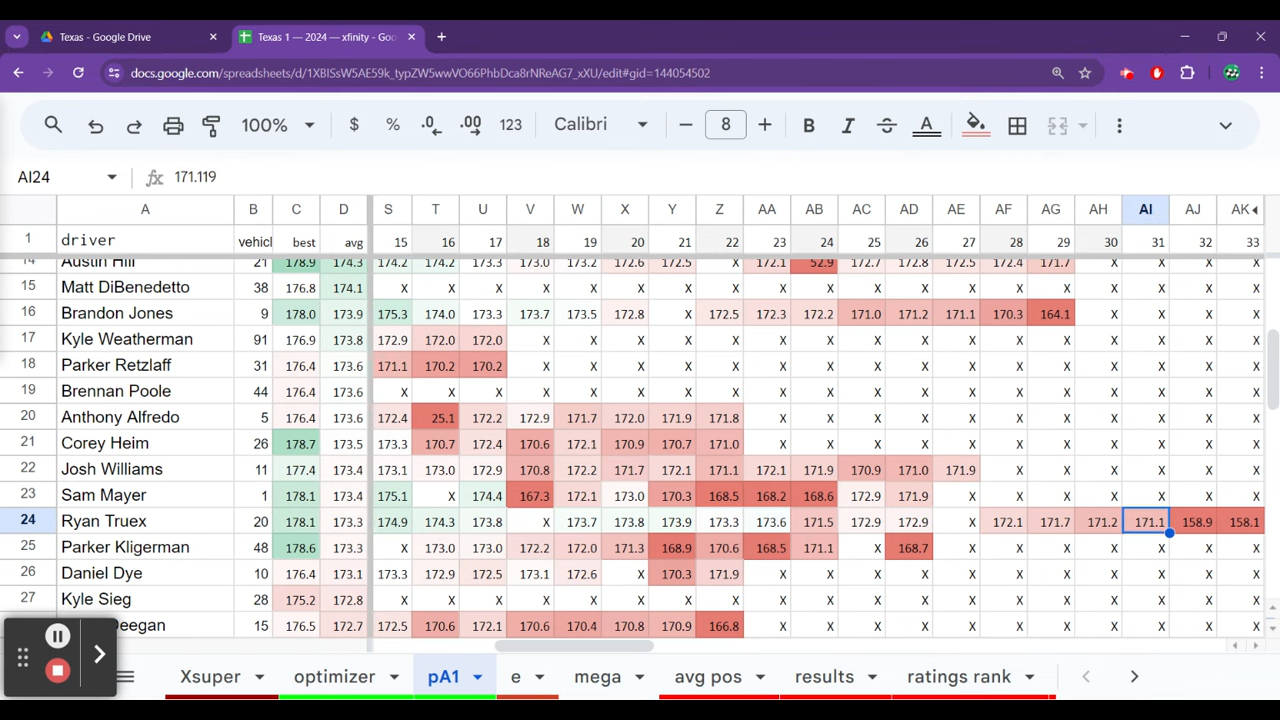 Texas - Google Drive × Texas 1 — 2024 — xfinity - Goo × +
docs.google.com/spreadsheets/d/1XBISsW5AE59k_typZW5wwVO66PhbDca8rNReAG7_xXU/edit#gid=144054502
100% $ % .0 .00 123 Calibri − 8 + B I S A
AI24 fx 171.119
A B C D S T U V W X Y Z AA AB AC AD AE AF AG AH AI AJ AK
1 driver vehicl best avg 15 16 17 18 19 20 21 22 23 24 25 26 27 28 29 30 31 32 33
14 Austin Hill 21 178.9 174.3 174.2 174.2 173.3 173.0 173.2 172.6 172.5 X 172.1 52.9 172.7 172.8 172.5 172.4 171.7 X X X X
15 Matt DiBenedetto 38 176.8 174.1 X X X X X X X X X X X X X X X X X X X
16 Brandon Jones 9 178.0 173.9 175.3 174.0 173.3 173.7 173.5 172.8 X 172.5 172.3 172.2 171.0 171.2 171.1 170.3 164.1 X X X X
17 Kyle Weatherman 91 176.9 173.8 172.9 172.0 172.0 X X X X X X X X X X X X X X X X
18 Parker Retzlaff 31 176.4 173.6 171.1 170.2 170.2 X X X X X X X X X X X X X X X X
19 Brennan Poole 44 176.4 173.6 X X X X X X X X X X X X X X X X X X X
20 Anthony Alfredo 5 176.4 173.6 172.4 25.1 172.2 172.9 171.7 172.0 171.9 171.8 X X X X X X X X X X X
21 Corey Heim 26 178.7 173.5 173.3 170.7 172.4 170.6 172.1 170.9 170.7 171.0 X X X X X X X X X X X
22 Josh Williams 11 177.4 173.4 173.1 173.0 172.9 170.8 172.2 171.7 172.1 171.1 172.1 171.9 170.9 171.0 171.9 X X X X X X
23 Sam Mayer 1 178.1 173.4 175.1 X 174.4 167.3 172.1 173.0 170.3 168.5 168.2 168.6 172.9 171.9 X X X X X X X
24 Ryan Truex 20 178.1 173.3 174.9 174.3 173.8 X 173.7 173.8 173.9 173.3 173.6 171.5 172.9 172.9 X 172.1 171.7 171.2 171.1 158.9 158.1
25 Parker Kligerman 48 178.6 173.3 X 173.0 173.0 172.2 172.0 171.3 168.9 170.6 168.5 171.1 X 168.7 X X X X X X X
26 Daniel Dye 10 176.4 173.1 173.3 172.9 172.5 173.1 172.6 X 170.3 171.9 X X X X X X X X X X X
27 Kyle Sieg 28 175.2 172.8 X X X X X X X X X X X X X X X X X X X
Deegan 15 176.5 172.7 172.5 170.6 172.1 170.6 170.4 170.8 170.9 166.8 X X X X X X X X X X X
Xsuper optimizer pA1 e mega avg pos results ratings rank